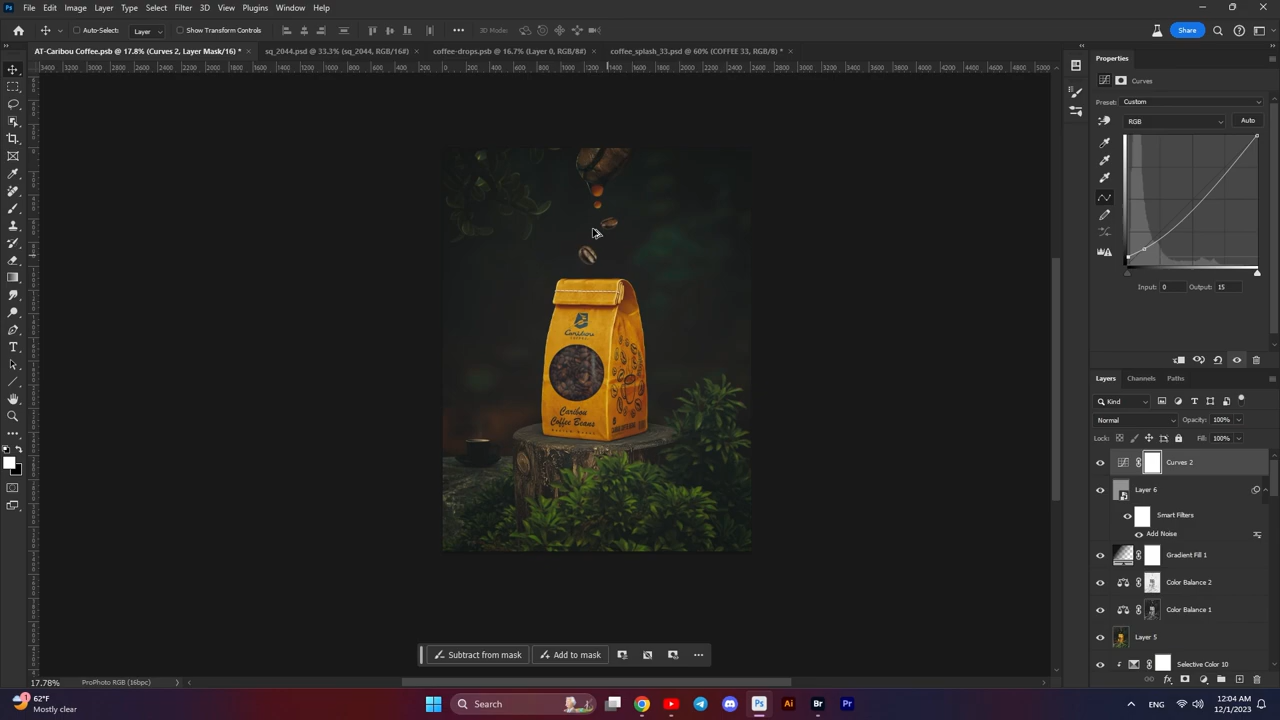 File Edit Image Layer Type Select Filter 3D View Plugins Window Help
Auto-Select: Layer Show Transform Controls 3D Mode: Share
AT-Caribou Coffee.psb @ 17.8% (Curves 2, Layer Mask/16) * sq_2044.psd @ 33.3% (sq_2044, RGB/16#) coffee-drops.psb @ 16.7% (Layer 0, RGB/8#) coffee_splash_33.psd @ 60% (COFFEE 33, RGB/8) *
Properties
Curves
Preset: Custom
RGB Auto
Input: 0 Output: 15
Caribou
Caribou
Coffee Beans
Layers Channels Paths
Kind
Normal Opacity: 100%
Lock: Fill: 100%
Curves 2
Layer 6
Smart Filters
Add Noise
Gradient Fill 1
Color Balance 2
Color Balance 1
Layer 5
Selective Color 10
Subtract from mask Add to mask
17.78% ProPhoto RGB (16bpc)
62°F
Mostly clear
Search
ENG
12:04 AM
12/1/2023